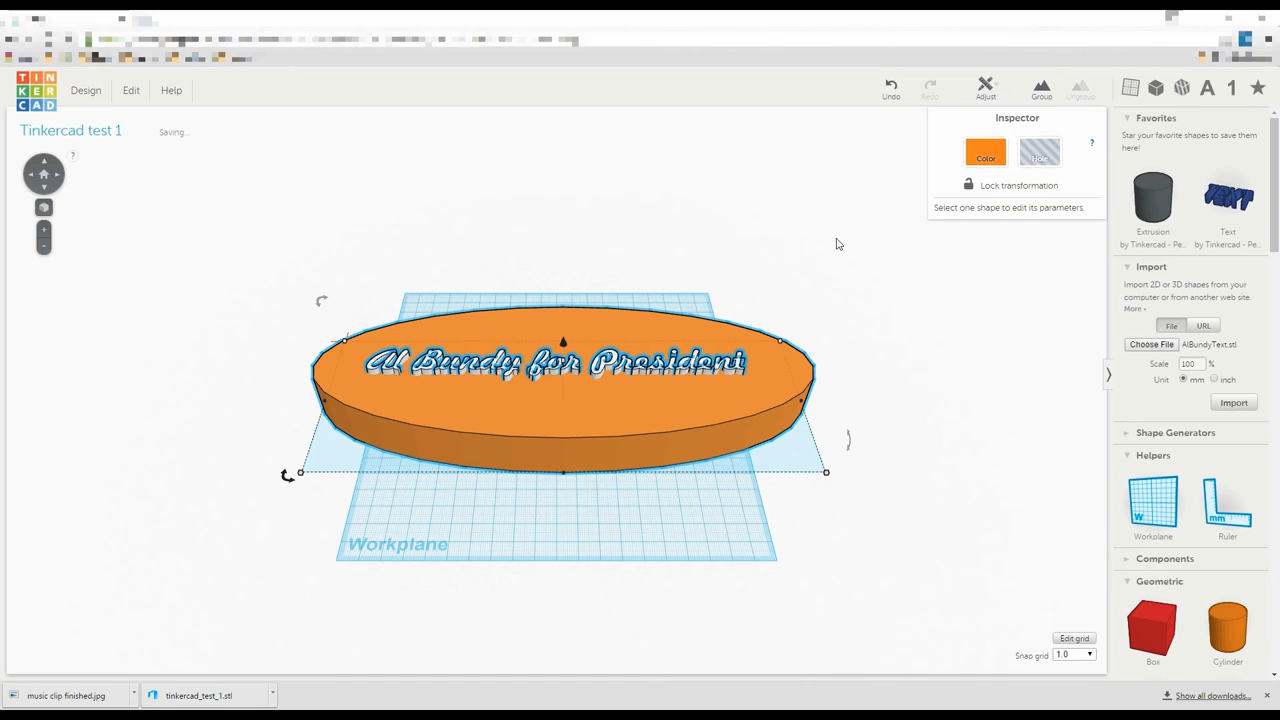 TIN
KER
CAD
Design
Edit
Help
Undo
Redo
Adjust
Group
Ungroup
Tinkercad test 1
Saving...
?
Inspector
Color
Hole
?
Lock transformation
Select one shape to edit its parameters.
Favorites
Star your favorite shapes to save them
here!
TEXT
Extrusion
by Tinkercad - Pe...
Text
by Tinkercad - Pe...
Import
Import 2D or 3D shapes from your
computer or from another web site.
More
File
URL
Choose File
AlBundyText.stl
Scale
100
%
Unit
mm
inch
Import
Shape Generators
Helpers
W
mm
Workplane
Ruler
Components
Geometric
Box
Cylinder
Al Bundy for President
Workplane
Edit grid
Snap grid
1.0
music clip finished.jpg
tinkercad_test_1.stl
Show all downloads...